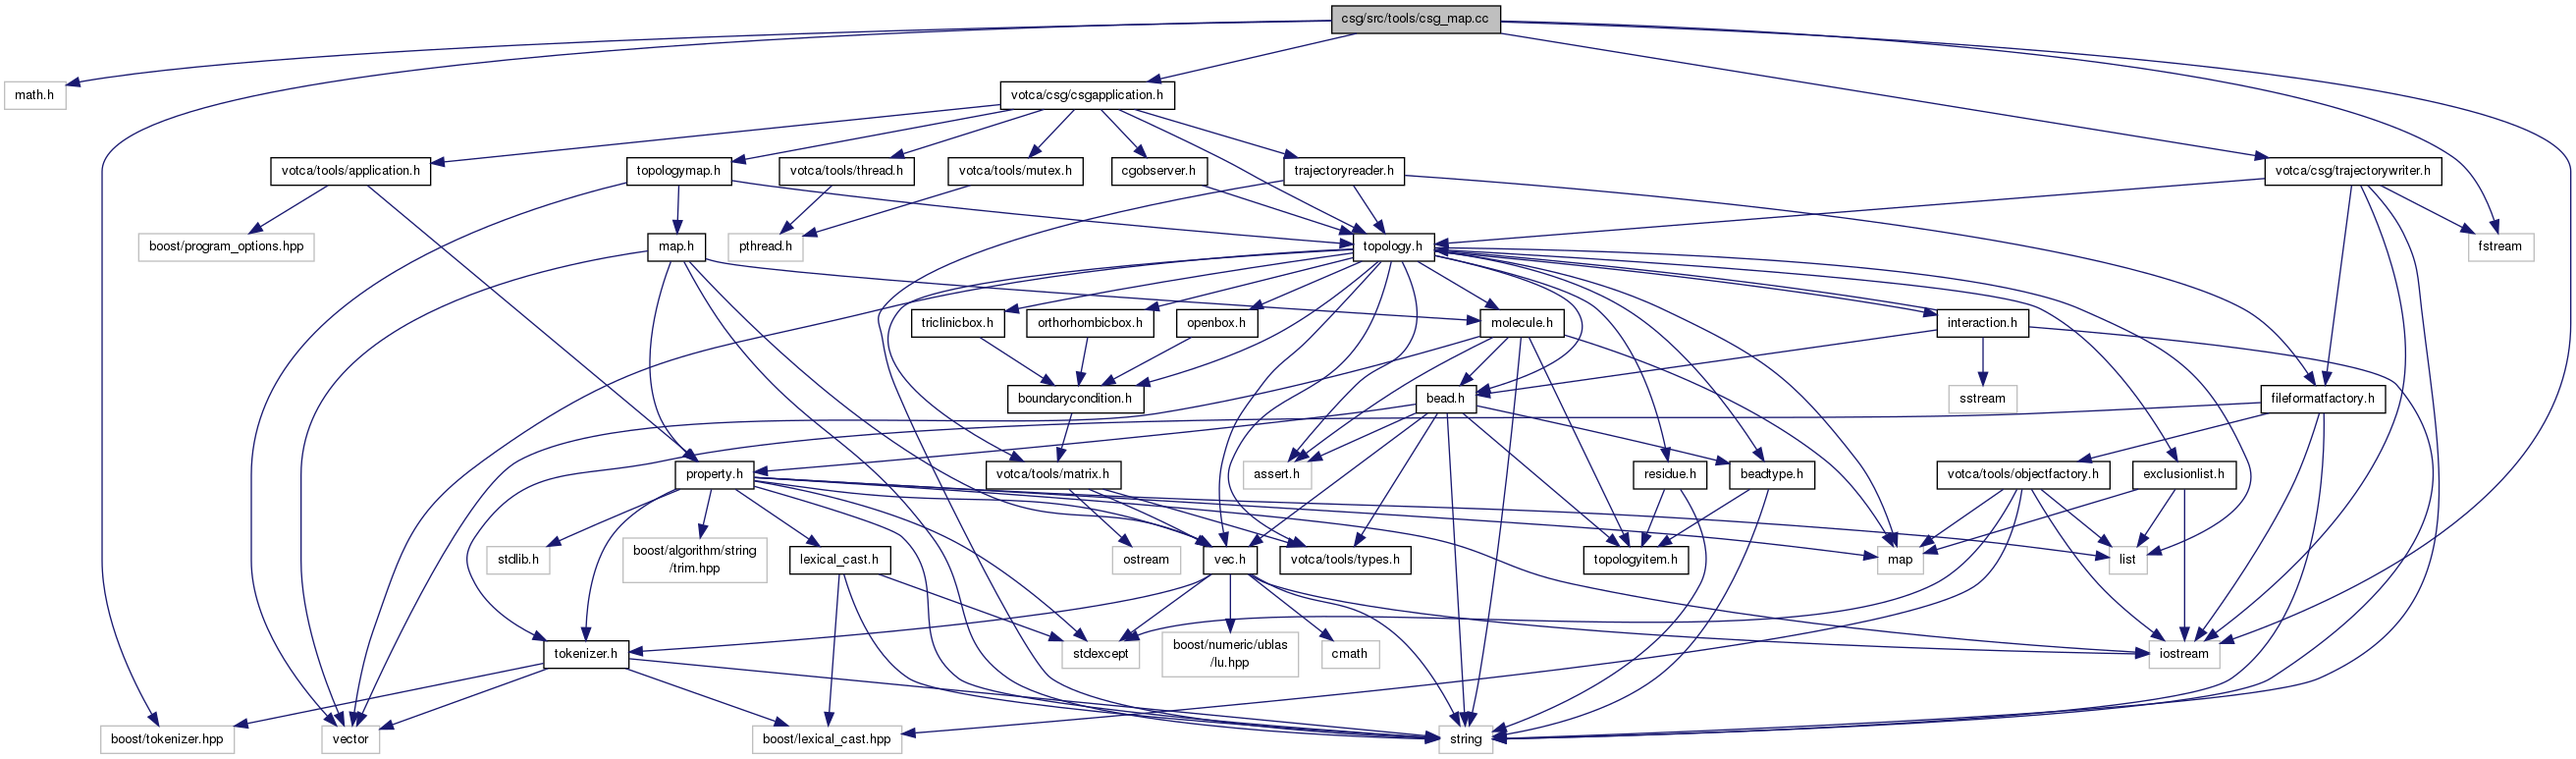 csg/src/tools/csg_map.cc
math.h
votca/csg/csgapplication.h
votca/tools/application.h
topologymap.h
votca/tools/thread.h
votca/tools/mutex.h
cgobserver.h
trajectoryreader.h
votca/csg/trajectorywriter.h
boost/program_options.hpp
map.h
pthread.h
topology.h
fstream
triclinicbox.h
orthorhombicbox.h
openbox.h
molecule.h
interaction.h
boundarycondition.h
bead.h
sstream
fileformatfactory.h
property.h
votca/tools/matrix.h
assert.h
residue.h
beadtype.h
votca/tools/objectfactory.h
exclusionlist.h
stdlib.h
boost/algorithm/string
/trim.hpp
lexical_cast.h
ostream
vec.h
votca/tools/types.h
topologyitem.h
map
list
tokenizer.h
stdexcept
boost/numeric/ublas
/lu.hpp
cmath
iostream
boost/tokenizer.hpp
vector
boost/lexical_cast.hpp
string